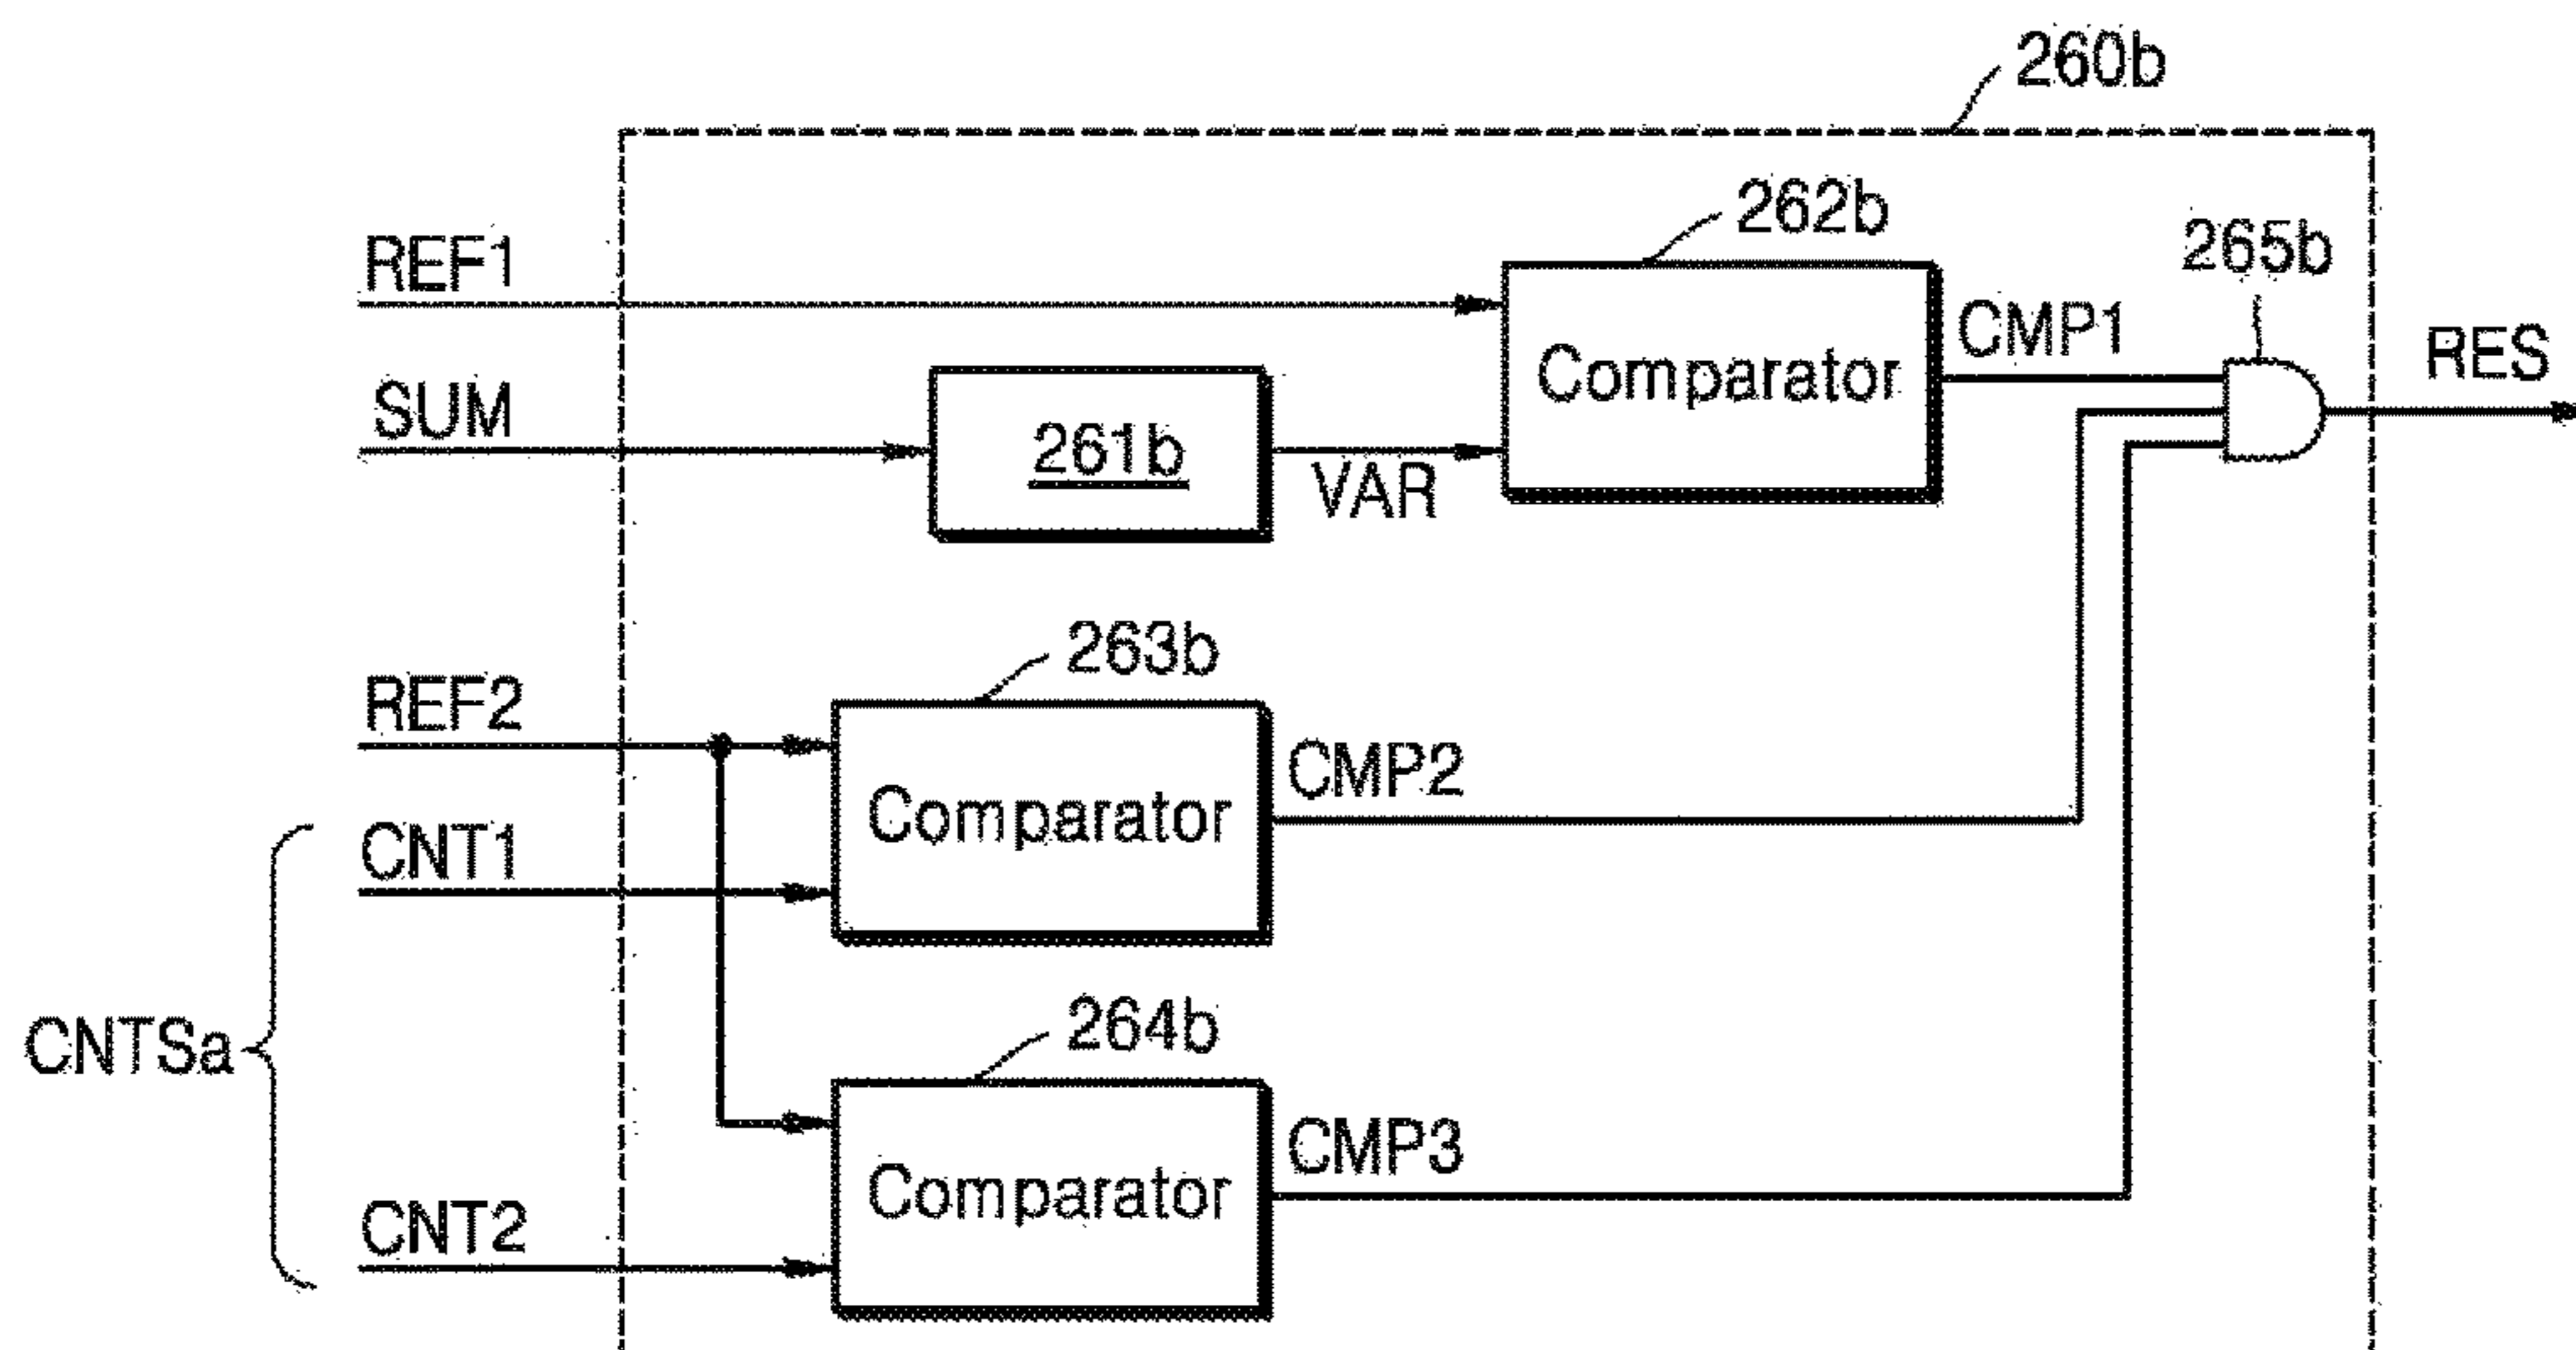 260b
262b
265b
REF1
CMP1
RES
Comparator
SUM
261b
VAR
263b
REF2
CMP2
Comparator
CNT1
264b
CNTSa
CMP3
Comparator
CNT2